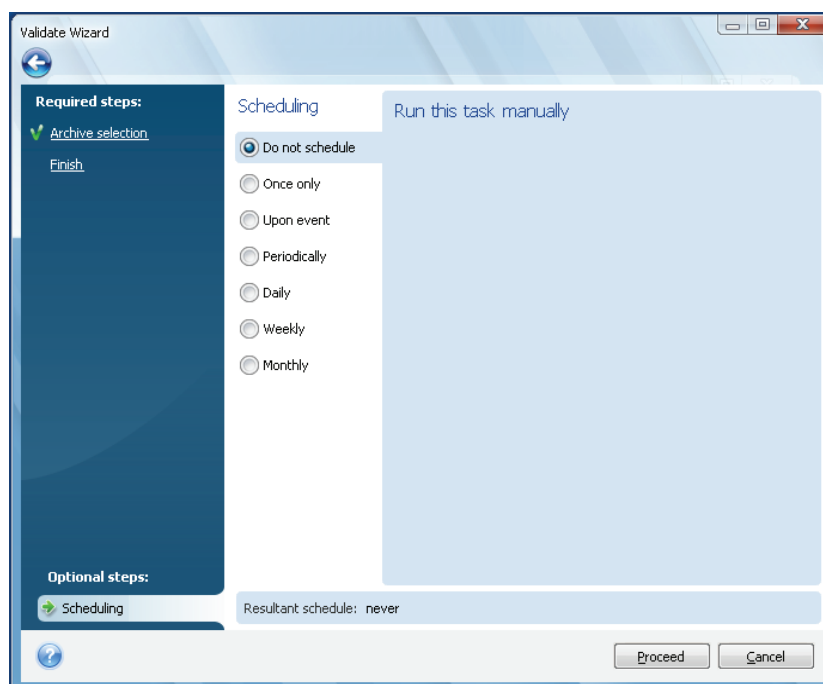 Validate Wizard
Required steps:
Archive selection
Finish
Optional steps:
Scheduling
Scheduling
Do not schedule
Once only
Upon event
Periodically
Daily
Weekly
Monthly
Run this task manually
Resultant schedule: never
Proceed
Cancel